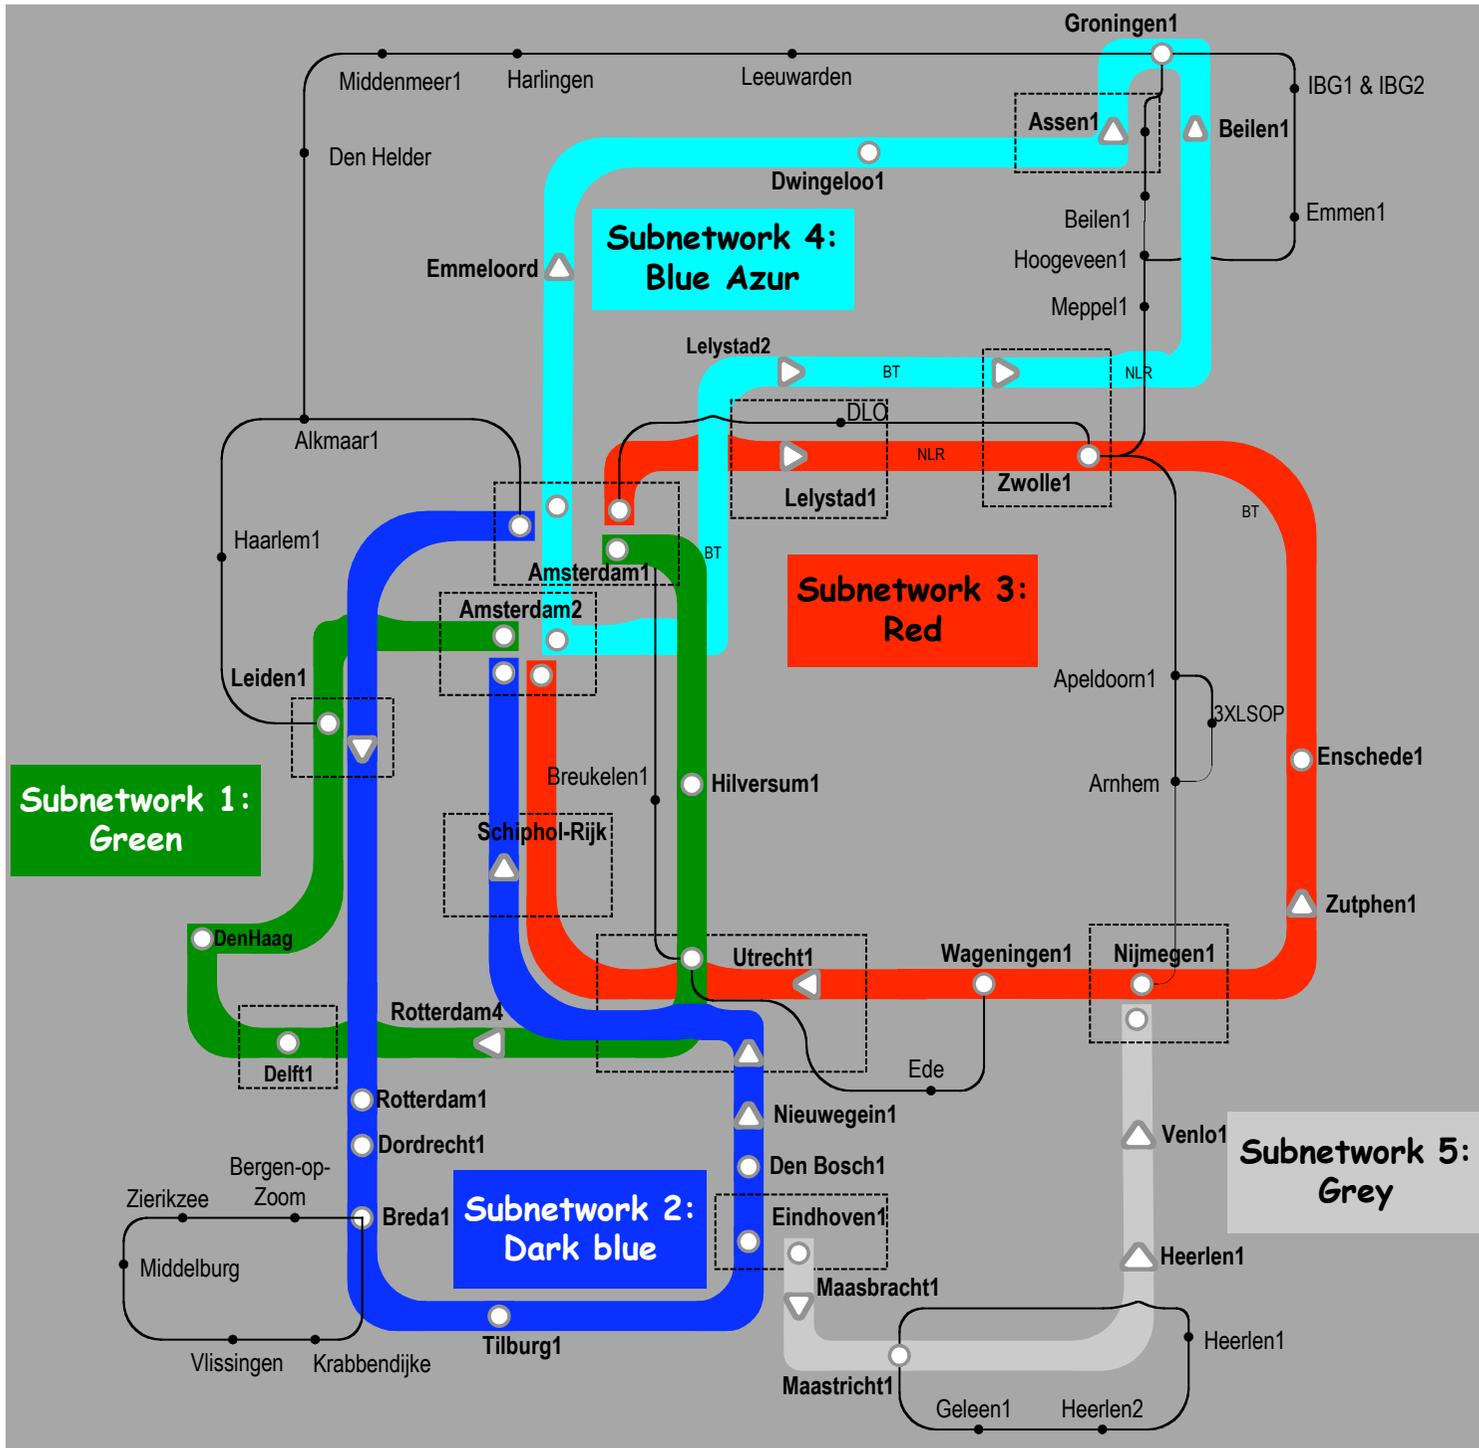 Groningen1
Middenmeer1
Harlingen
Leeuwarden
IBG1 & IBG2
Assen1
Beilen1
Den Helder
Dwingeloo1
Beilen1
Emmen1
Subnetwork 4:
Blue Azur
Emmeloord
Hoogeveen1
Meppel1
Lelystad2
BT
NLR
DLO
Alkmaar1
NLR
Lelystad1
Zwolle1
BT
Haarlem1
BT
Amsterdam1
Subnetwork 3:
Red
Amsterdam2
Leiden1
Apeldoorn1
3XLSOP
Enschede1
Breukelen1
Hilversum1
Arnhem
Subnetwork 1:
Green
Schiphol-Rijk
Zutphen1
DenHaag
Utrecht1
Wageningen1
Nijmegen1
Rotterdam4
Delft1
Ede
Rotterdam1
Nieuwegein1
Dordrecht1
Venlo1
Subnetwork 5:
Grey
Bergen-op-
Zoom
Den Bosch1
Zierikzee
Breda1
Subnetwork 2:
Dark blue
Eindhoven1
Middelburg
Heerlen1
Maasbracht1
Tilburg1
Vlissingen
Krabbendijke
Heerlen1
Maastricht1
Geleen1
Heerlen2